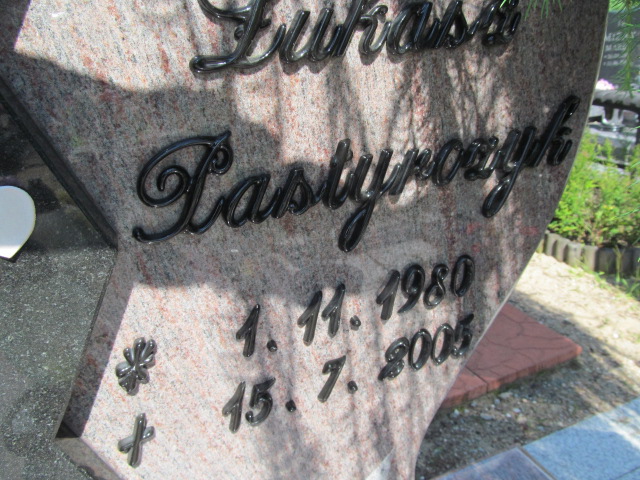 Łukasz
Pastyrczyk
* 1. 11. 1980
+ 15. 7. 2005